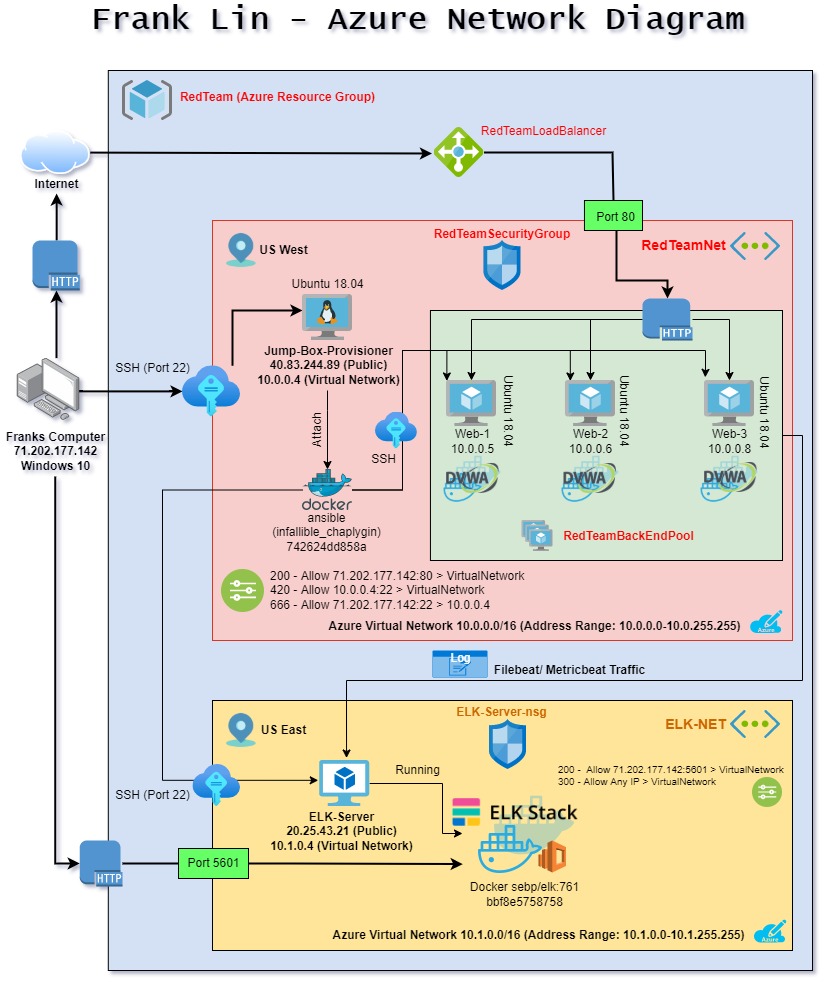 Frank Lin - Azure Network Diagram
RedTeam (Azure Resource Group)
RedTeamLoadBalancer
Internet
Port 80
HTTP
US West
RedTeamSecurityGroup
RedTeamNet
Ubuntu 18.04
HTTP
Jump-Box-Provisioner
40.83.244.89 (Public)
10.0.0.4 (Virtual Network)
SSH (Port 22)
Franks Computer
71.202.177.142
Windows 10
Attach
SSH
Ubuntu 18.04
Ubuntu 18.04
Ubuntu 18.04
Web-1
10.0.0.5
Web-2
10.0.0.6
Web-3
10.0.0.8
DVWA
DVWA
DVWA
docker
ansible
(infallible_chaplygin)
742624dd858a
RedTeamBackEndPool
200 - Allow 71.202.177.142:80 > VirtualNetwork
420 - Allow 10.0.0.4:22 > VirtualNetwork
666 - Allow 71.202.177.142:22 > 10.0.0.4
Azure Virtual Network 10.0.0.0/16 (Address Range: 10.0.0.0-10.0.255.255)
Azure
Log
Filebeat/ Metricbeat Traffic
US East
ELK-Server-nsg
ELK-NET
200 - Allow 71.202.177.142:5601 > VirtualNetwork
300 - Allow Any IP > VirtualNetwork
SSH (Port 22)
Running
ELK-Server
20.25.43.21 (Public)
10.1.0.4 (Virtual Network)
ELK Stack
HTTP
Port 5601
Docker sebp/elk:761
bbf8e5758758
Azure Virtual Network 10.1.0.0/16 (Address Range: 10.1.0.0-10.1.255.255)
Azure